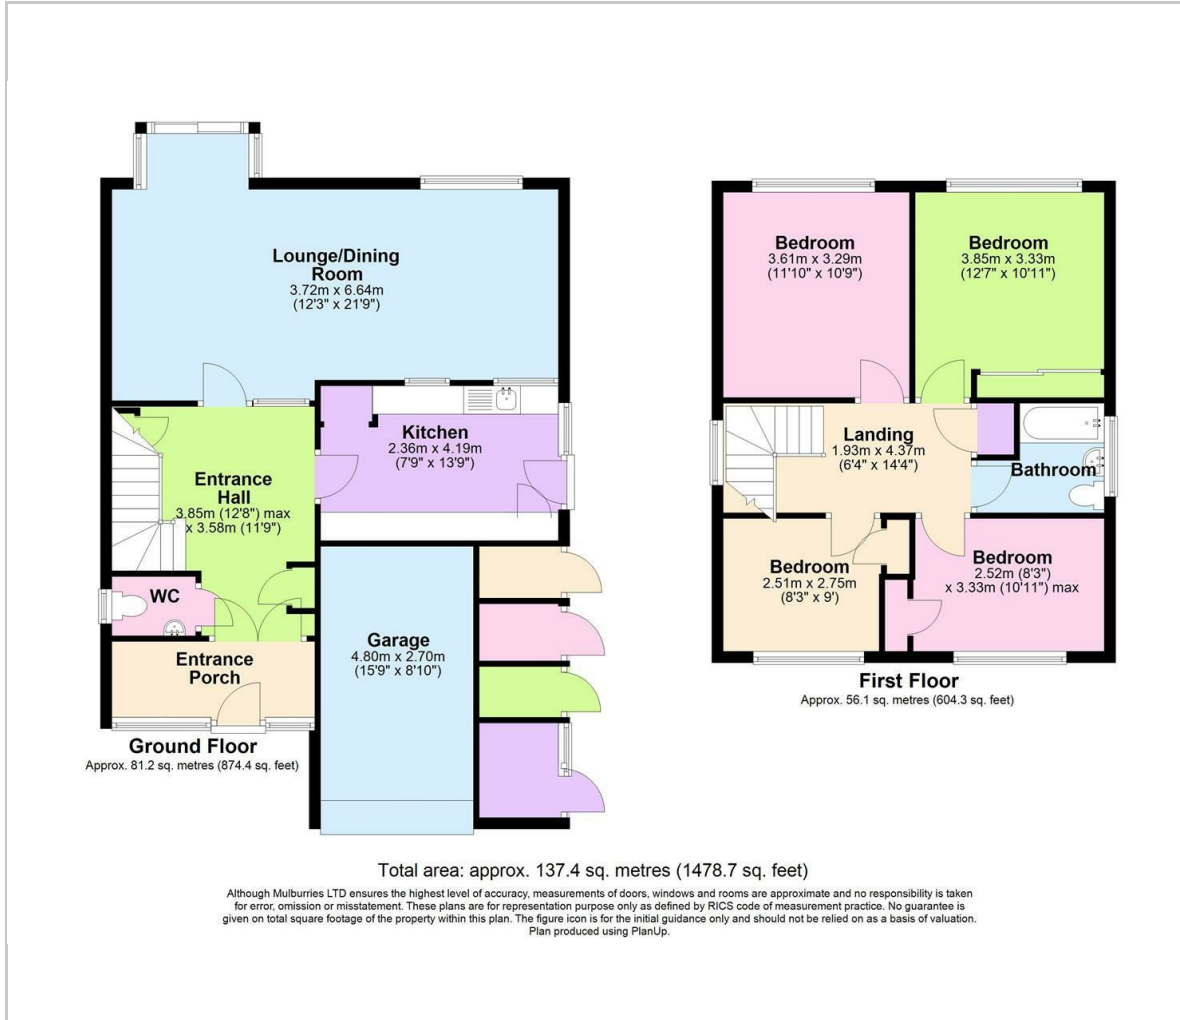 Lounge/Dining
Room
3.72m x 6.64m
(12'3" x 21'9")
Kitchen
2.36m x 4.19m
(7'9" x 13'9")
Entrance
Hall
3.85m (12'8") max
x 3.58m (11'9")
WC
Entrance
Porch
Garage
4.80m x 2.70m
(15'9" x 8'10")
Ground Floor
Approx. 81.2 sq. metres (874.4 sq. feet)
Bedroom
3.61m x 3.29m
(11'10" x 10'9")
Bedroom
3.85m x 3.33m
(12'7" x 10'11")
Landing
1.93m x 4.37m
(6'4" x 14'4")
Bathroom
Bedroom
2.51m x 2.75m
(8'3" x 9')
Bedroom
2.52m (8'3")
x 3.33m (10'11") max
First Floor
Approx. 56.1 sq. metres (604.3 sq. feet)
Total area: approx. 137.4 sq. metres (1478.7 sq. feet)
Although Mulburries LTD ensures the highest level of accuracy, measurements of doors, windows and rooms are approximate and no responsibility is taken
for error, omission or misstatement. These plans are for representation purpose only as defined by RICS code of measurement practice. No guarantee is
given on total square footage of the property within this plan. The figure icon is for the initial guidance only and should not be relied on as a basis of valuation.
Plan produced using PlanUp.